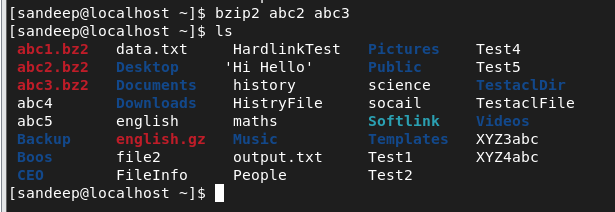 [sandeep@localhost ~]$ bzip2 abc2 abc3
[sandeep@localhost ~]$ ls
abc1.bz2 data.txt HardlinkTest Pictures Test4
abc2.bz2 Desktop 'Hi Hello' Public Test5
abc3.bz2 Documents history science TestaclDir
abc4 Downloads HistryFile socail TestaclFile
abc5 english maths Softlink Videos
Backup english.gz Music Templates XYZ3abc
Boos file2 output.txt Test1 XYZ4abc
CEO FileInfo People Test2
[sandeep@localhost ~]$